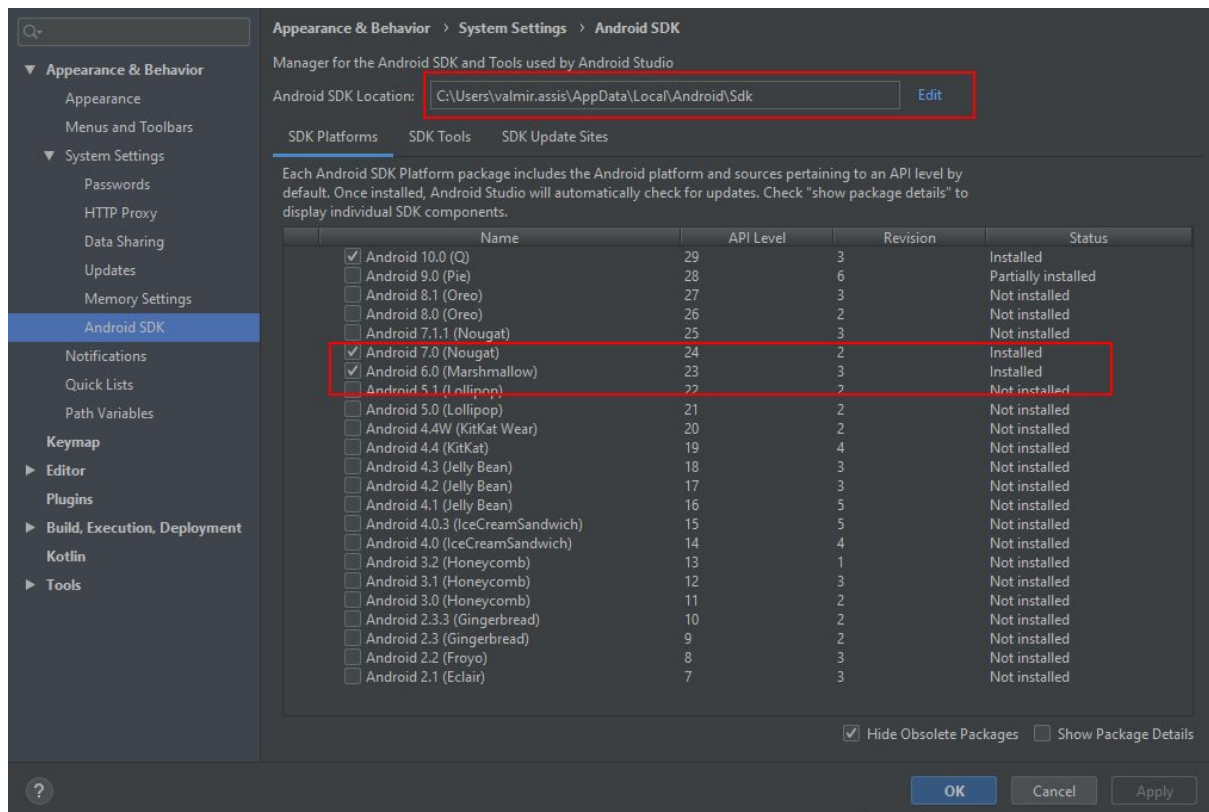 Appearance & Behavior › System Settings › Android SDK
Appearance & Behavior
Appearance
Menus and Toolbars
System Settings
Passwords
HTTP Proxy
Data Sharing
Updates
Memory Settings
Android SDK
Notifications
Quick Lists
Path Variables
Keymap
Editor
Plugins
Build, Execution, Deployment
Kotlin
Tools
Manager for the Android SDK and Tools used by Android Studio
Android SDK Location: C:\Users\valmir.assis\AppData\Local\Android\Sdk Edit
SDK Platforms SDK Tools SDK Update Sites
Each Android SDK Platform package includes the Android platform and sources pertaining to an API level by
default. Once installed, Android Studio will automatically check for updates. Check "show package details" to
display individual SDK components.
Name API Level Revision Status
Android 10.0 (Q) 29 3 Installed
Android 9.0 (Pie) 28 6 Partially installed
Android 8.1 (Oreo) 27 3 Not installed
Android 8.0 (Oreo) 26 2 Not installed
Android 7.1.1 (Nougat) 25 3 Not installed
Android 7.0 (Nougat) 24 2 Installed
Android 6.0 (Marshmallow) 23 3 Installed
Android 5.1 (Lollipop) 22 2 Not installed
Android 5.0 (Lollipop) 21 2 Not installed
Android 4.4W (KitKat Wear) 20 2 Not installed
Android 4.4 (KitKat) 19 4 Not installed
Android 4.3 (Jelly Bean) 18 3 Not installed
Android 4.2 (Jelly Bean) 17 3 Not installed
Android 4.1 (Jelly Bean) 16 5 Not installed
Android 4.0.3 (IceCreamSandwich) 15 5 Not installed
Android 4.0 (IceCreamSandwich) 14 4 Not installed
Android 3.2 (Honeycomb) 13 1 Not installed
Android 3.1 (Honeycomb) 12 3 Not installed
Android 3.0 (Honeycomb) 11 2 Not installed
Android 2.3.3 (Gingerbread) 10 2 Not installed
Android 2.3 (Gingerbread) 9 2 Not installed
Android 2.2 (Froyo) 8 3 Not installed
Android 2.1 (Eclair) 7 3 Not installed
Hide Obsolete Packages Show Package Details
? OK Cancel Apply